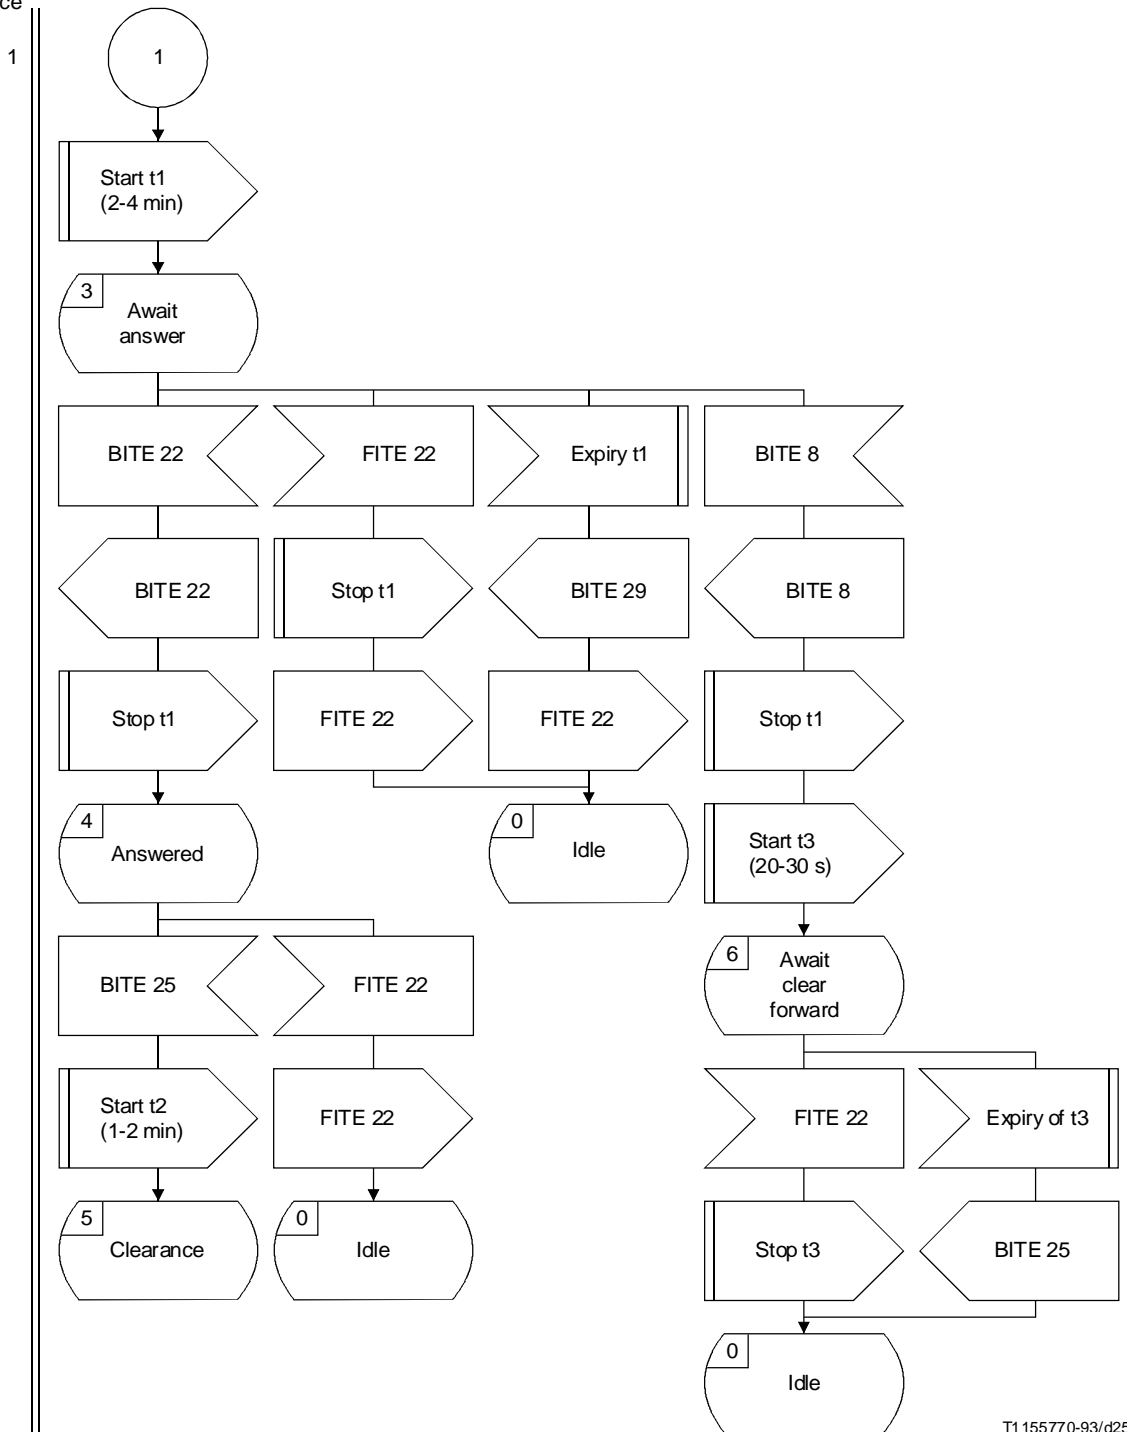 ce
1
1
Start t1
(2-4 min)
3
Await
answer
BITE 22
FITE 22
Expiry t1
BITE 8
BITE 22
Stop t1
BITE 29
BITE 8
Stop t1
FITE 22
FITE 22
Stop t1
4
Answered
0
Idle
Start t3
(20-30 s)
BITE 25
FITE 22
6
Await
clear
forward
Start t2
(1-2 min)
FITE 22
FITE 22
Expiry of t3
5
Clearance
0
Idle
Stop t3
BITE 25
0
Idle
T1155770-93/d25